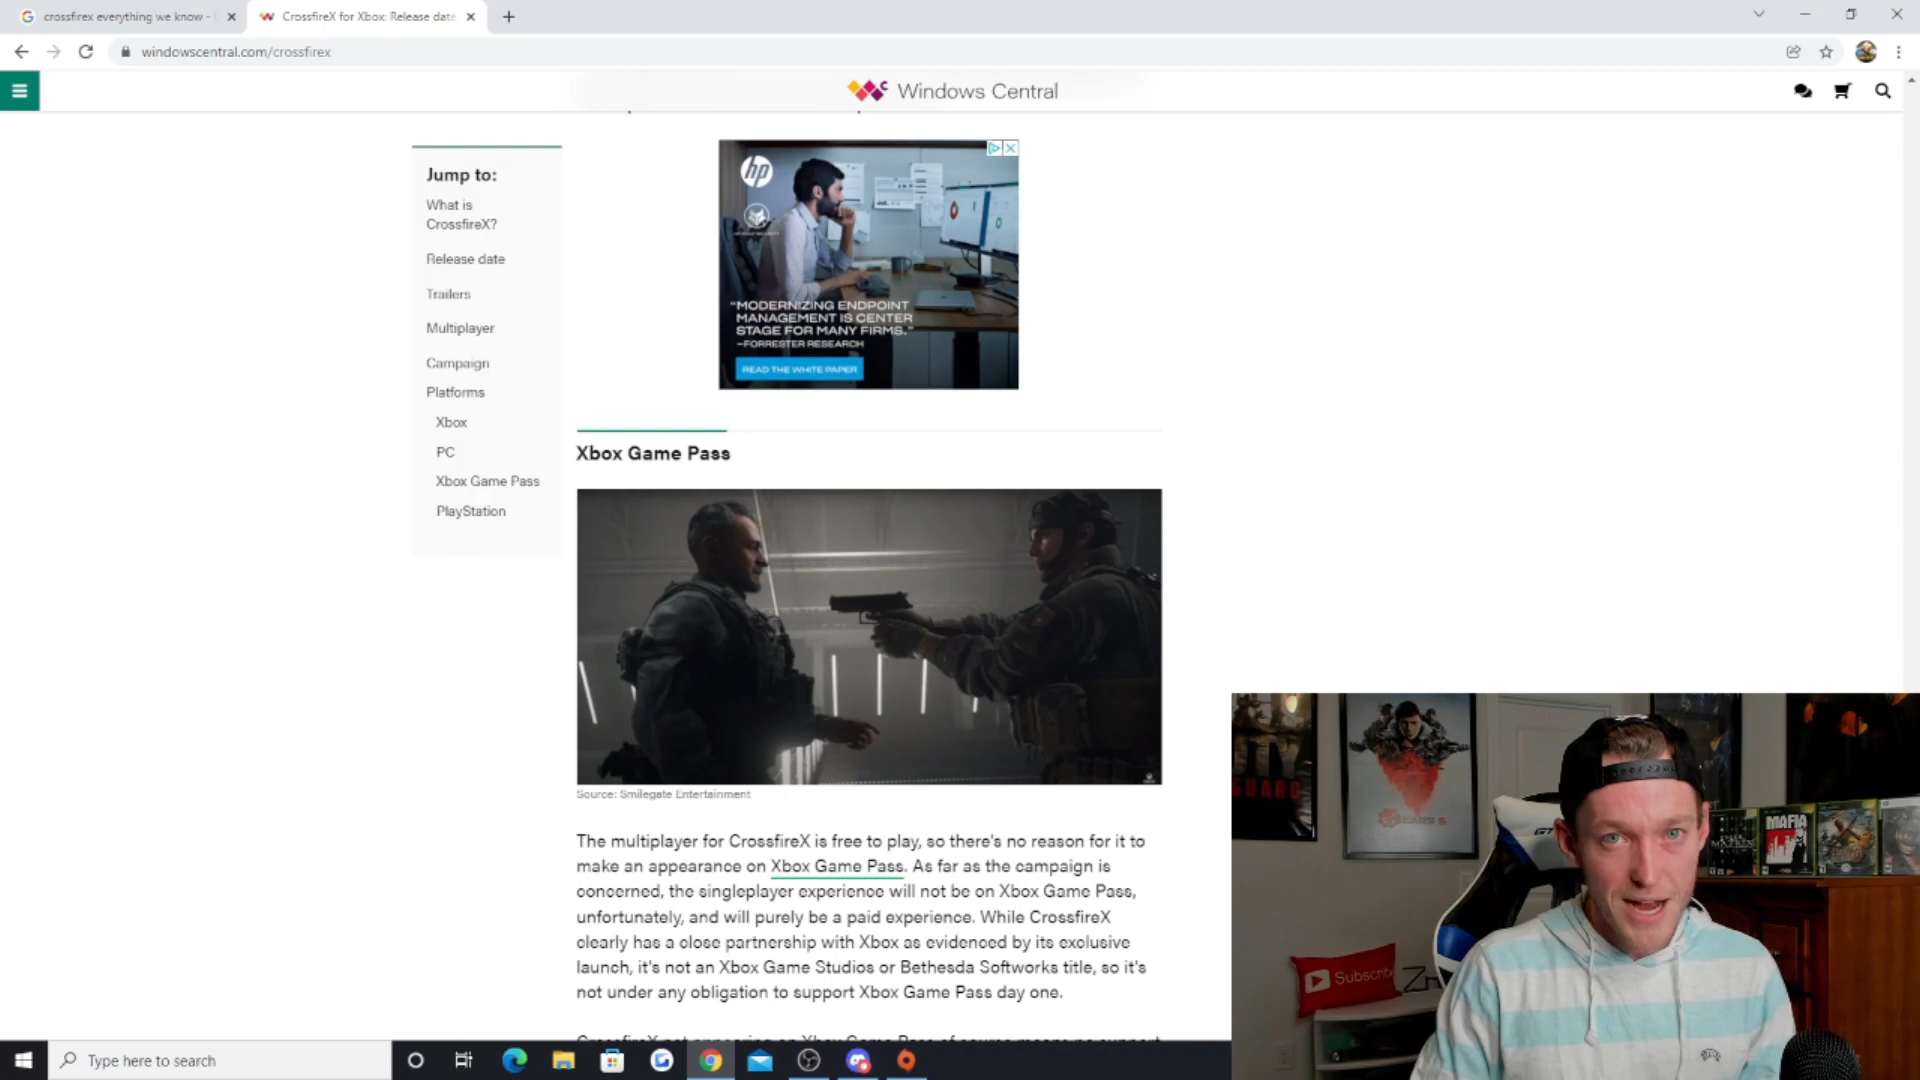 crossfirex everything we know -
CrossfireX for Xbox: Release date
windowscentral.com/crossfirex
Windows Central
Jump to:
What is
CrossfireX?
Release date
Trailers
Multiplayer
Campaign
Platforms
Xbox
PC
Xbox Game Pass
PlayStation
hp
"MODERNIZING ENDPOINT
MANAGEMENT IS CENTER
STAGE FOR MANY FIRMS."
–FORRESTER RESEARCH
READ THE WHITE PAPER
Xbox Game Pass
Source: Smilegate Entertainment
The multiplayer for CrossfireX is free to play, so there's no reason for it to
make an appearance on Xbox Game Pass. As far as the campaign is
concerned, the singleplayer experience will not be on Xbox Game Pass,
unfortunately, and will purely be a paid experience. While CrossfireX
clearly has a close partnership with Xbox as evidenced by its exclusive
launch, it's not an Xbox Game Studios or Bethesda Softworks title, so it's
not under any obligation to support Xbox Game Pass day one.
GEARS 5
GT
MAFIA
Subscribe
Type here to search